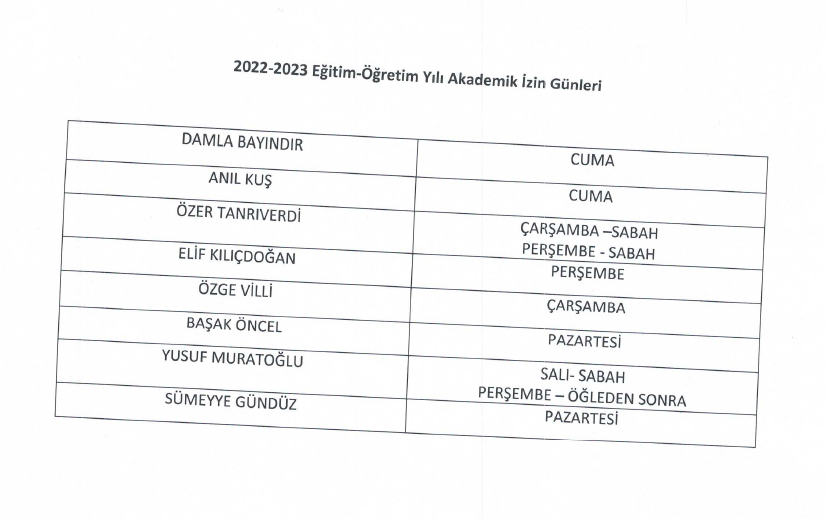 2022-2023 Eğitim-Öğretim Yılı Akademik İzin Günleri
DAMLA BAYINDIR CUMA
ANIL KUŞ CUMA
ÖZER TANRIVERDİ ÇARŞAMBA –SABAH
PERŞEMBE - SABAH
ELİF KILIÇDOĞAN PERŞEMBE
ÖZGE VİLLİ ÇARŞAMBA
BAŞAK ÖNCEL PAZARTESİ
YUSUF MURATOĞLU SALI- SABAH
PERŞEMBE – ÖĞLEDEN SONRA
SÜMEYYE GÜNDÜZ PAZARTESİ